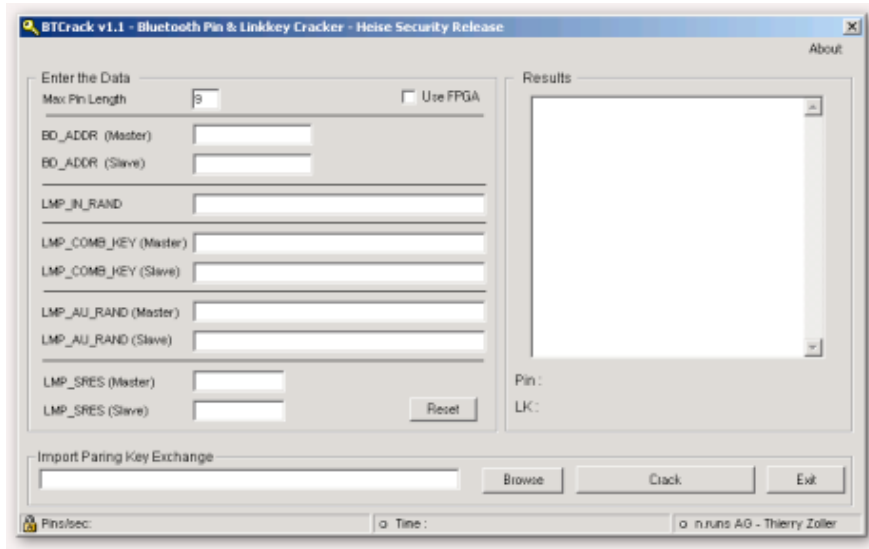 BTCrack v1.1 - Bluetooth Pin & Linkkey Cracker - Heise Security Release
About
Enter the Data
Max Pin Length 9 Use FPGA
BD_ADDR (Master)
BD_ADDR (Slave)
LMP_IN_RAND
LMP_COMB_KEY (Master)
LMP_COMB_KEY (Slave)
LMP_AU_RAND (Master)
LMP_AU_RAND (Slave)
LMP_SRES (Master)
LMP_SRES (Slave)
Reset
Results
Pin :
LK :
Import Paring Key Exchange
Browse Crack Exit
Pins/sec: Time : n.runs AG - Thierry Zoller